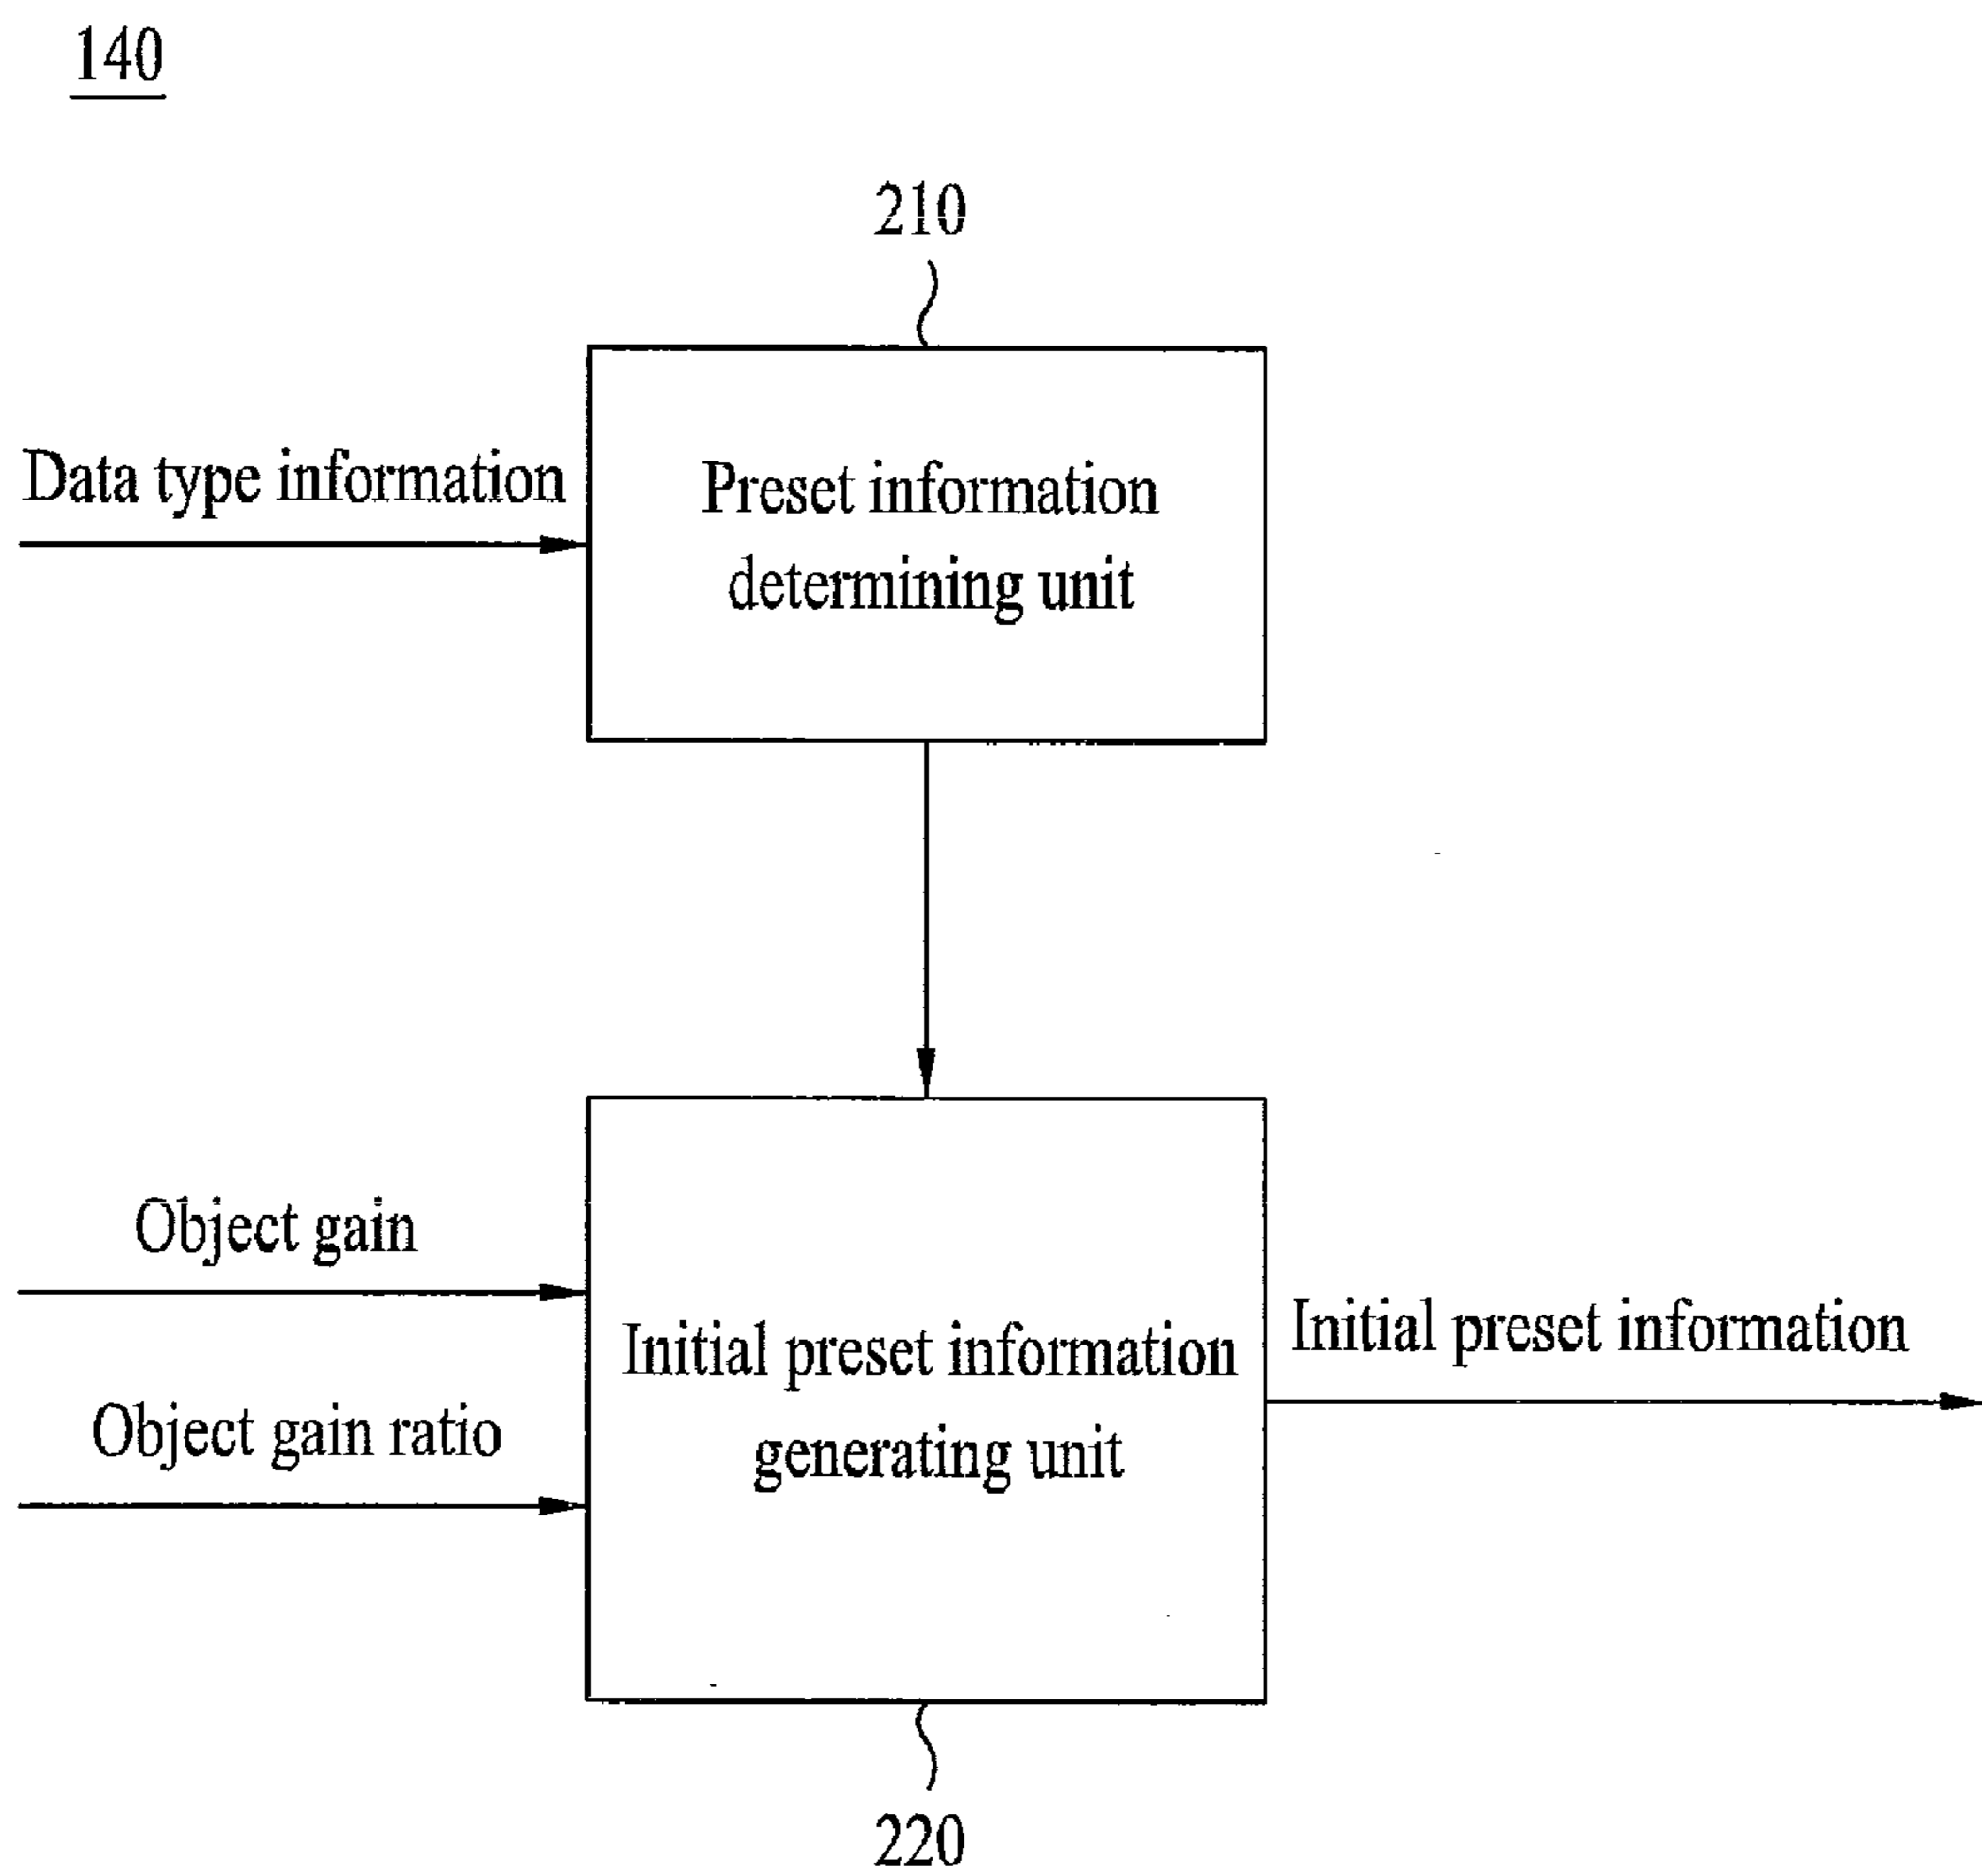 140
210
Data type information
Preset information
determining unit
Object gain
Object gain ratio
Initial preset information
generating unit
Initial preset information
220